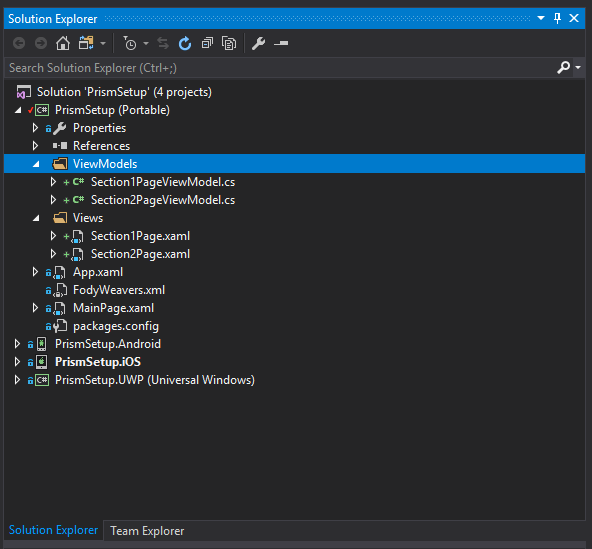 Solution Explorer
Search Solution Explorer (Ctrl+;)
Solution 'PrismSetup' (4 projects)
C# PrismSetup (Portable)
Properties
References
ViewModels
+ C# Section1PageViewModel.cs
+ C# Section2PageViewModel.cs
Views
+ Section1Page.xaml
+ Section2Page.xaml
App.xaml
FodyWeavers.xml
MainPage.xaml
packages.config
PrismSetup.Android
PrismSetup.iOS
C# PrismSetup.UWP (Universal Windows)
Solution Explorer Team Explorer